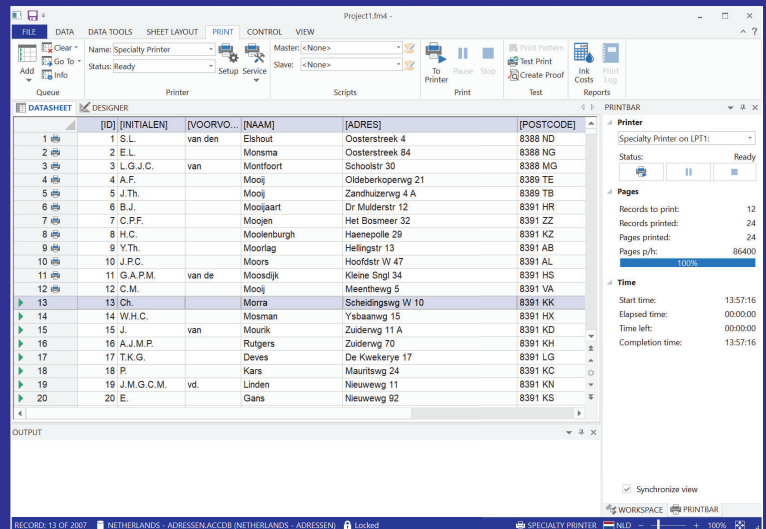 Project1.fm4 -
FILE DATA DATA TOOLS SHEET LAYOUT PRINT CONTROL VIEW
Add
Clear
Go To
Info
Queue
Name: Specialty Printer
Status: Ready
Setup
Service
Printer
Master: <None>
Slave: <None>
Scripts
To Printer
Pause
Stop
Print
Print Pattern
Test Print
Create Proof
Test
Ink Costs
Print Log
Reports
DATASHEET DESIGNER
[ID] [INITIALEN] [VOORVO... [NAAM] [ADRES] [POSTCODE]
1 1 S.L. van den Elshout Oosterstreek 4 8388 ND
2 2 E.L. Monsma Oosterstreek 84 8388 NG
3 3 L.G.J.C. van Montfoort Schoolstr 30 8388 MG
4 4 A.F. Mooij Oldeberkoperwg 21 8389 TE
5 5 J.Th. Mooij Zandhuizerwg 4 A 8389 TB
6 6 B.J. Mooijaart Dr Mulderstr 12 8391 HR
7 7 C.P.F. Moojen Het Bosmeer 32 8391 ZZ
8 8 H.C. Moolenburgh Haenepolle 29 8391 KZ
9 9 Y.Th. Moorlag Hellingstr 13 8391 AB
10 10 J.P.C. Moors Hoofdstr W 47 8391 AL
11 11 G.A.P.M. van de Moosdijk Kleine Sngl 34 8391 HS
12 12 C.M. Mooij Meenthewg 5 8391 VA
13 13 Ch. Morra Scheidingswg W 10 8391 KK
14 14 W.H.C. Mosman Ysbaanwg 15 8391 HX
15 15 J. van Mourik Zuiderwg 11 A 8391 KD
16 16 A.J.M.P. Rutgers Zuiderwg 70 8391 KH
17 17 T.K.G. Deves De Kwekerye 17 8391 LG
18 18 P. Kars Mauritswg 24 8391 KC
19 19 J.M.G.C.M. vd. Linden Nieuwewg 11 8391 KN
20 20 E. Gans Nieuwewg 92 8391 KS
OUTPUT
PRINTBAR
Printer
Specialty Printer on LPT1:
Status: Ready
Pages
Records to print: 12
Records printed: 24
Pages printed: 24
Pages p/h: 86400
100%
Time
Start time: 13:57:16
Elapsed time: 00:00:00
Time left: 00:00:00
Completion time: 13:57:16
Synchronize view
WORKSPACE PRINTBAR
RECORD: 13 OF 2007 NETHERLANDS - ADRESSEN.ACCDB (NETHERLANDS - ADRESSEN) Locked SPECIALTY PRINTER NLD 100%